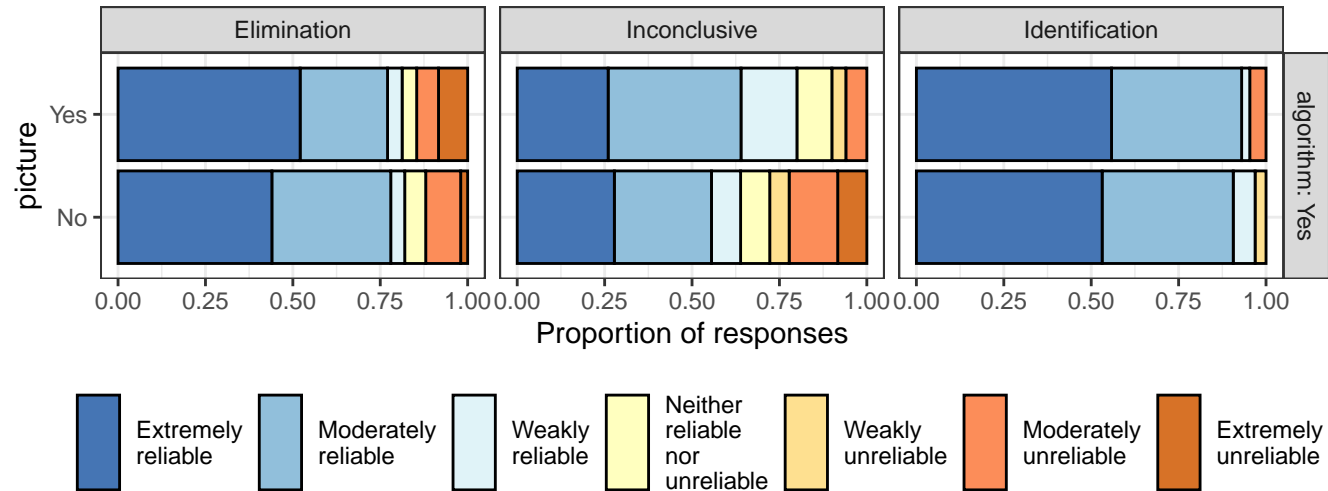 Elimination
Inconclusive
Identification
picture
Yes
No
algorithm: Yes
0.00 0.25 0.50 0.75 1.00 0.00 0.25 0.50 0.75 1.00 0.00 0.25 0.50 0.75 1.00
Proportion of responses
Extremely
reliable
Moderately
reliable
Weakly
reliable
Neither
reliable
nor
unreliable
Weakly
unreliable
Moderately
unreliable
Extremely
unreliable